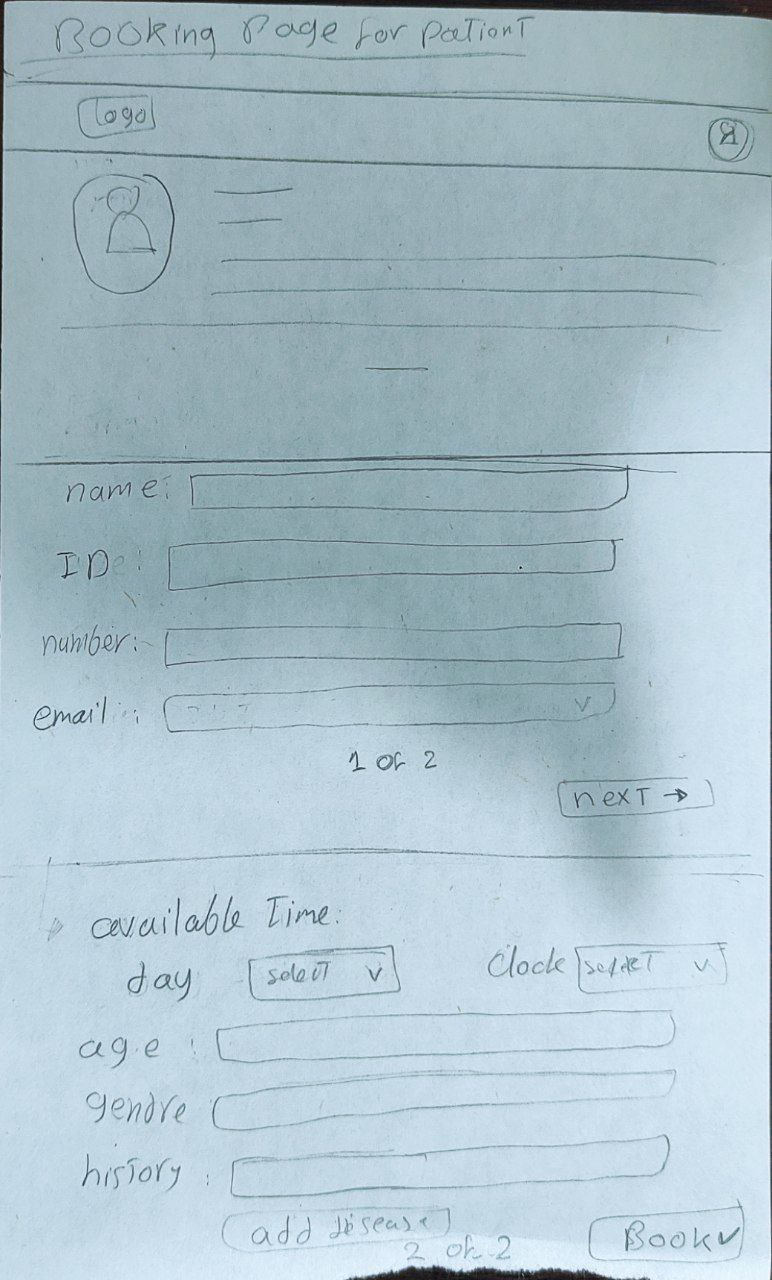 Booking Page for patient
logo
name:
ID:
number:
email:
1 of 2
next →
available Time:
day select v Clock select v
age:
gendre
history:
add disease
2 of 2
Book ✓